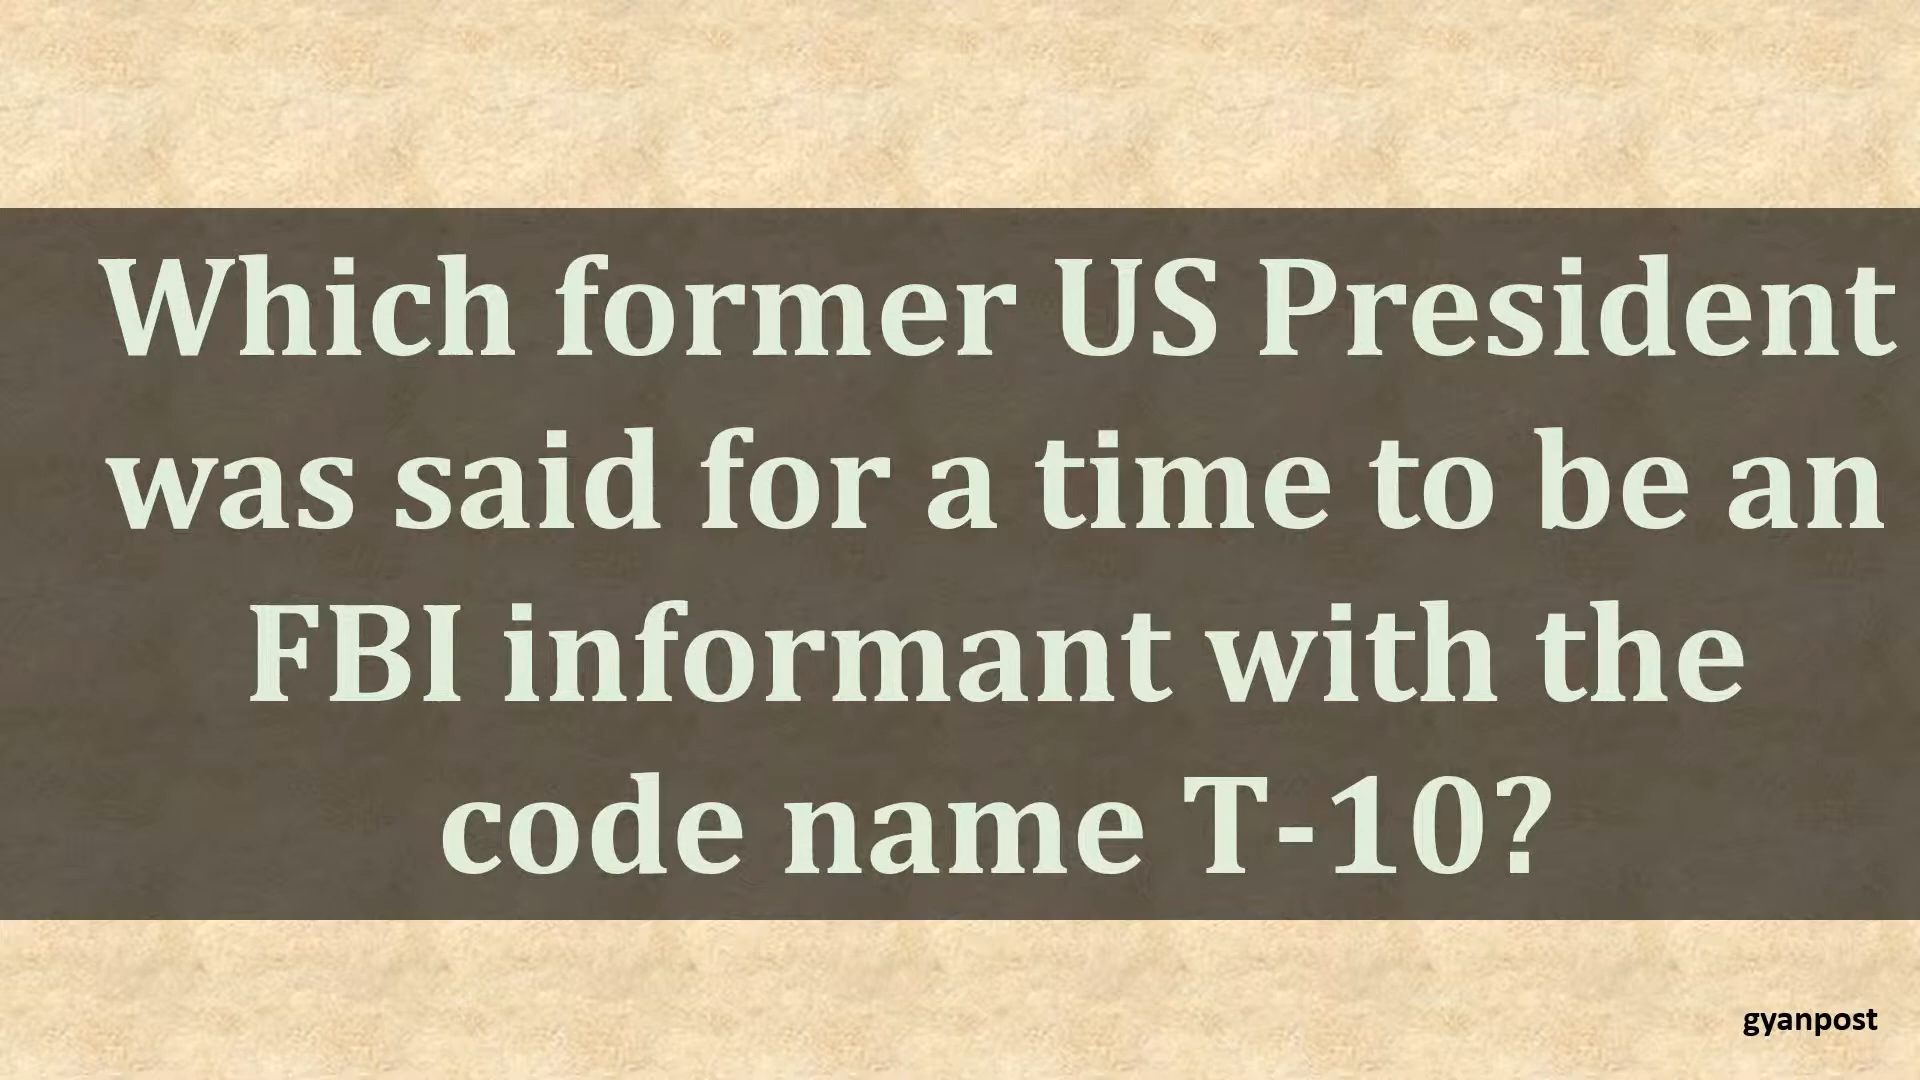 Which former US President
was said for a time to be an
FBI informant with the
code name T-10?
gyanpost